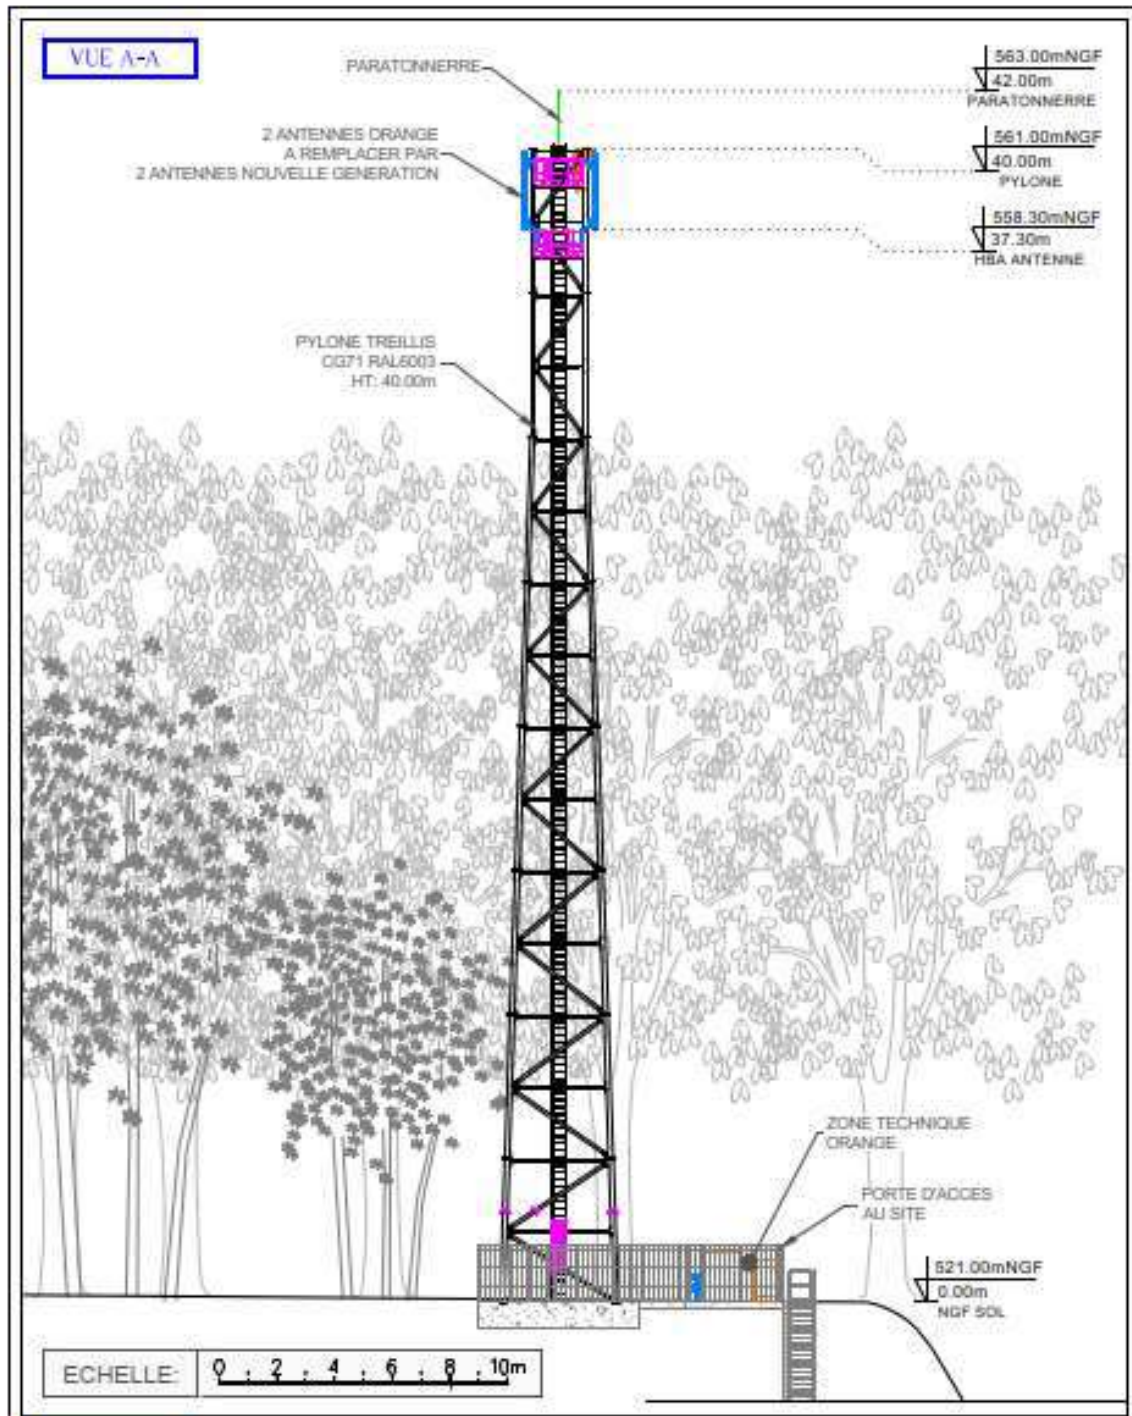 VUE A-A
PARATONNERRE
563.00mNGF
42.00m
PARATONNERRE
2 ANTENNES ORANGE
A REMPLACER PAR
2 ANTENNES NOUVELLE GENERATION
561.00mNGF
40.00m
PYLONE
558.30mNGF
37.30m
HBA ANTENNE
PYLONE TREILLIS
CG71 RAL6003
HT: 40.00m
ZONE TECHNIQUE
ORANGE
PORTE D'ACCES
AU SITE
521.00mNGF
0.00m
NGF SOL
ECHELLE:
0 2 4 6 8 10m